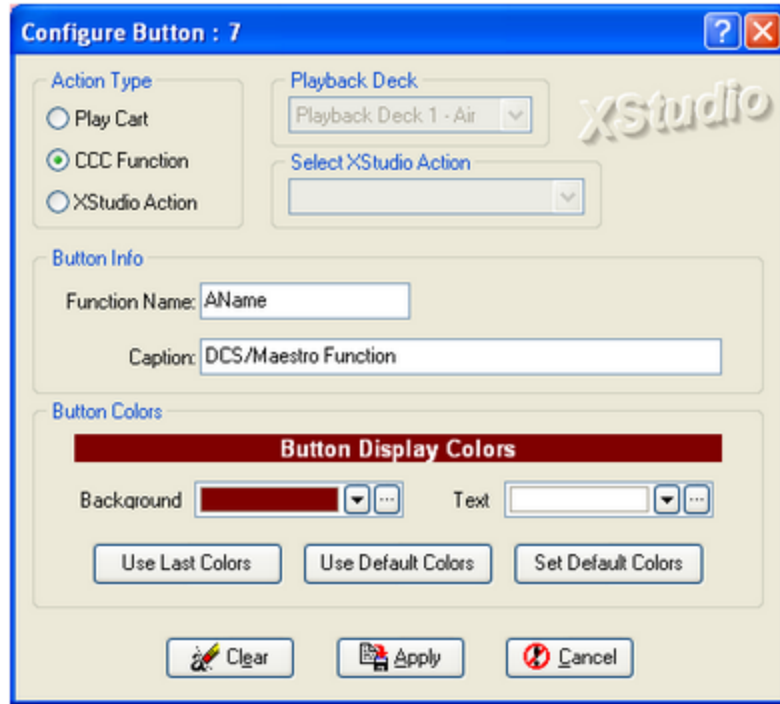 Configure Button : 7
Action Type
Play Cart
CCC Function
XStudio Action
Playback Deck
Playback Deck 1 - Air
Select XStudio Action
XStudio
Button Info
Function Name: AName
Caption: DCS/Maestro Function
Button Colors
Button Display Colors
Background
Text
Use Last Colors
Use Default Colors
Set Default Colors
Clear
Apply
Cancel